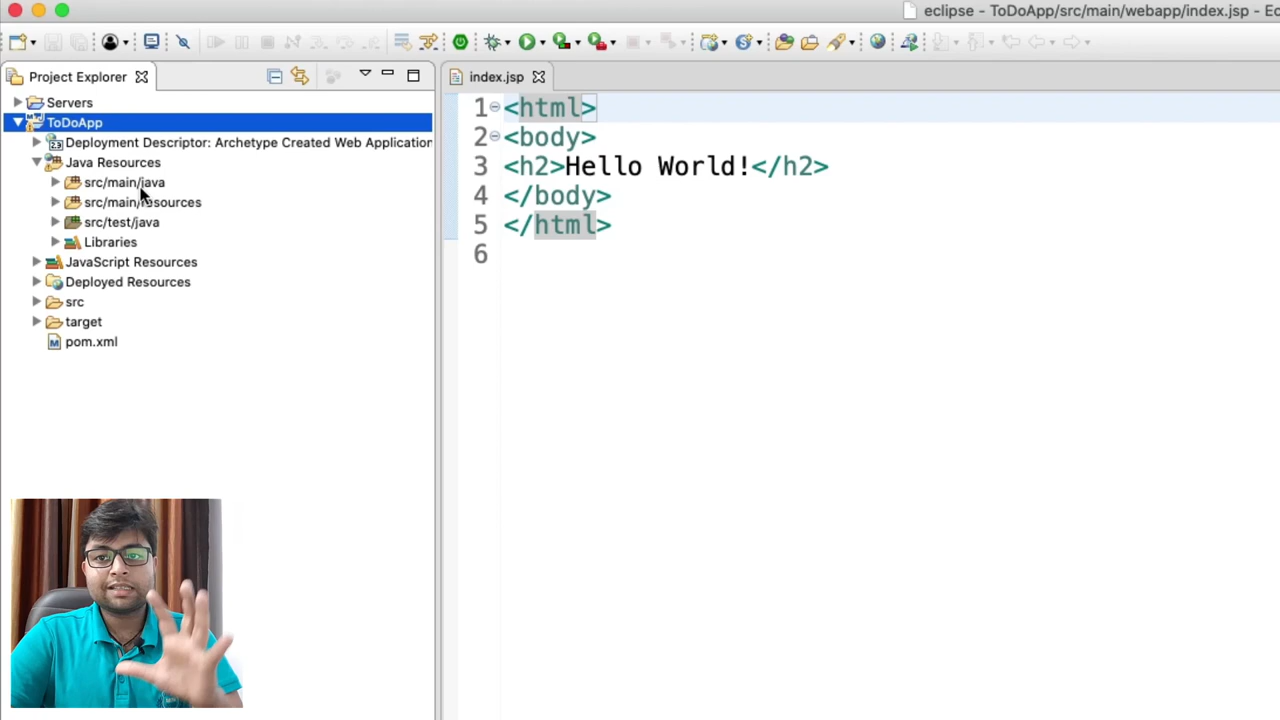 eclipse - ToDoApp/src/main/webapp/index.jsp - Ec
Project Explorer
index.jsp
Servers
ToDoApp
Deployment Descriptor: Archetype Created Web Application
Java Resources
src/main/java
src/main/resources
src/test/java
Libraries
JavaScript Resources
Deployed Resources
src
target
pom.xml
1 <html>
2 <body>
3 <h2>Hello World!</h2>
4 </body>
5 </html>
6